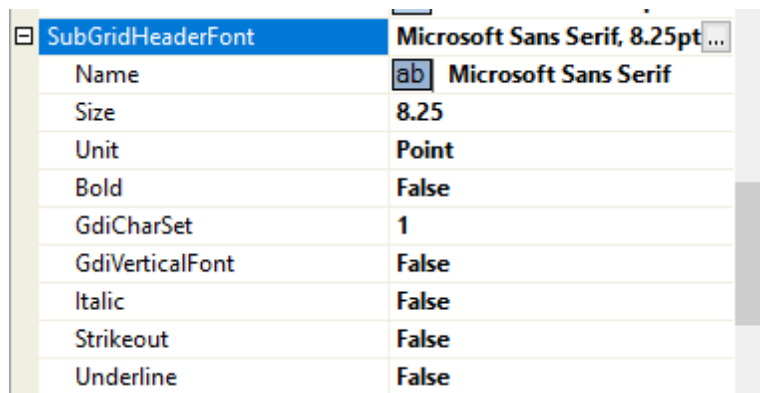 SubGridHeaderFont Microsoft Sans Serif, 8.25pt ...
Name ab Microsoft Sans Serif
Size 8.25
Unit Point
Bold False
GdiCharSet 1
GdiVerticalFont False
Italic False
Strikeout False
Underline False